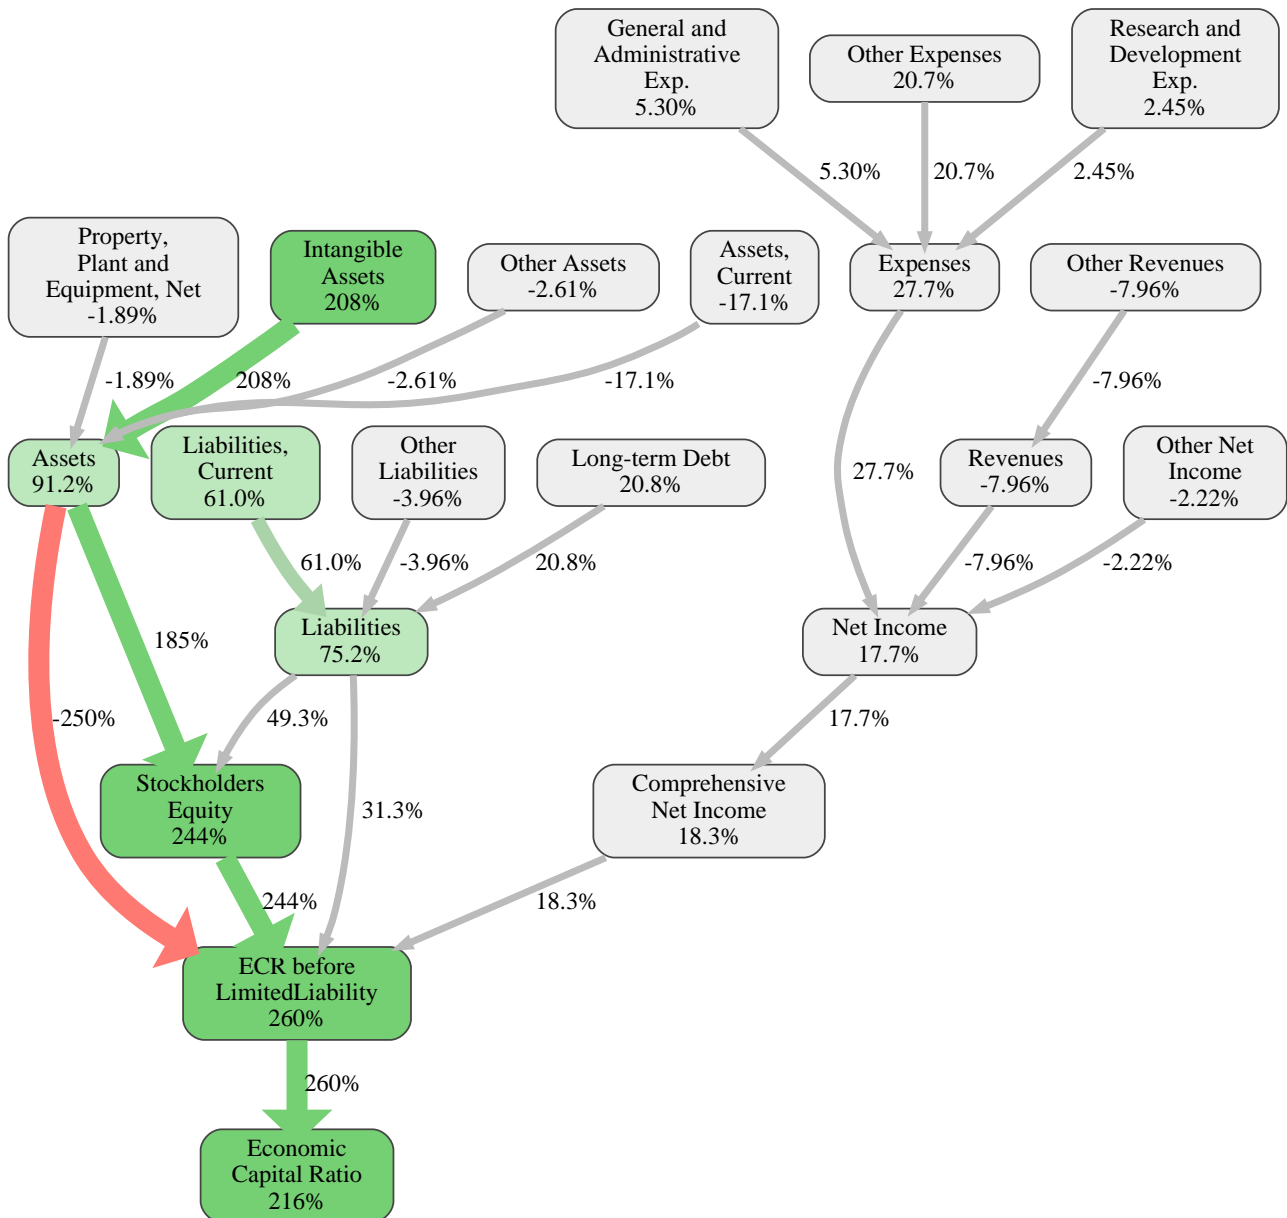 General and
Administrative
Exp.
5.30%
Other Expenses
20.7%
Research and
Development
Exp.
2.45%
5.30%
20.7%
2.45%
Property,
Plant and
Equipment, Net
-1.89%
Intangible
Assets
208%
Other Assets
-2.61%
Assets,
Current
-17.1%
Expenses
27.7%
Other Revenues
-7.96%
-1.89%
208%
-2.61%
-17.1%
-7.96%
Assets
91.2%
Liabilities,
Current
61.0%
Other
Liabilities
-3.96%
Long-term Debt
20.8%
27.7%
Revenues
-7.96%
Other Net
Income
-2.22%
61.0%
-3.96%
20.8%
-7.96%
-2.22%
185%
Liabilities
75.2%
Net Income
17.7%
-250%
49.3%
17.7%
Stockholders
Equity
244%
31.3%
Comprehensive
Net Income
18.3%
244%
18.3%
ECR before
LimitedLiability
260%
260%
Economic
Capital Ratio
216%